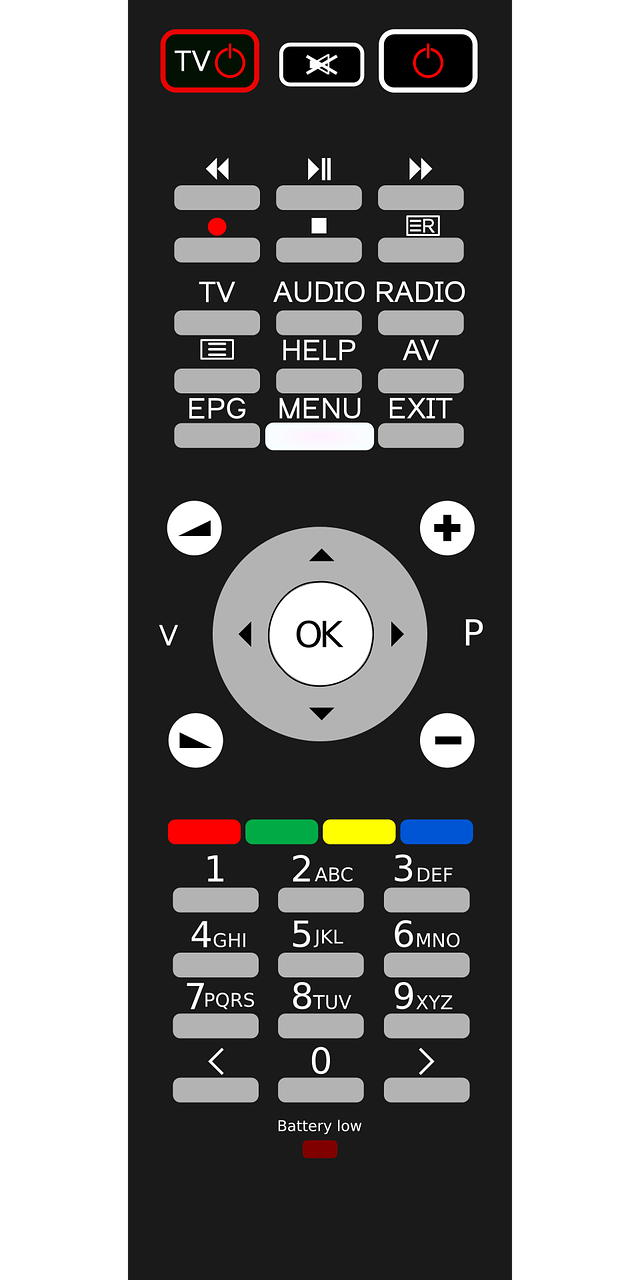 TV
R
TV AUDIO RADIO
HELP AV
EPG MENU EXIT
V OK P
1 2ABC 3DEF
4GHI 5JKL 6MNO
7PQRS 8TUV 9XYZ
< 0 >
Battery low